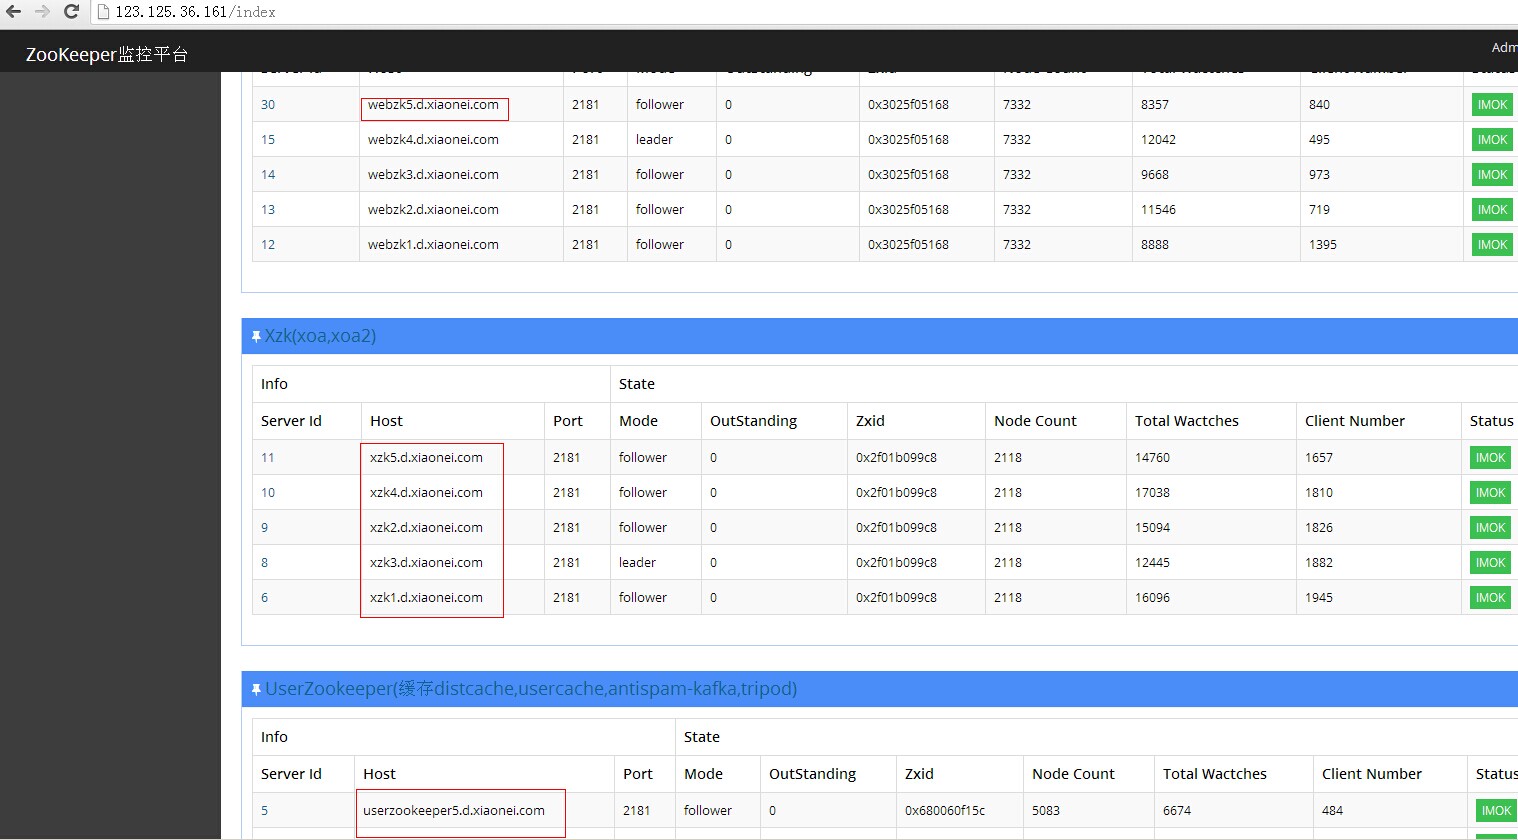 123.125.36.161/index
ZooKeeper监控平台 Adm
30 webzk5.d.xiaonei.com 2181 follower 0 0x3025f05168 7332 8357 840 IMOK
15 webzk4.d.xiaonei.com 2181 leader 0 0x3025f05168 7332 12042 495 IMOK
14 webzk3.d.xiaonei.com 2181 follower 0 0x3025f05168 7332 9668 973 IMOK
13 webzk2.d.xiaonei.com 2181 follower 0 0x3025f05168 7332 11546 719 IMOK
12 webzk1.d.xiaonei.com 2181 follower 0 0x3025f05168 7332 8888 1395 IMOK
Xzk(xoa,xoa2)
Info State
Server Id Host Port Mode OutStanding Zxid Node Count Total Wactches Client Number Status
11 xzk5.d.xiaonei.com 2181 follower 0 0x2f01b099c8 2118 14760 1657 IMOK
10 xzk4.d.xiaonei.com 2181 follower 0 0x2f01b099c8 2118 17038 1810 IMOK
9 xzk2.d.xiaonei.com 2181 follower 0 0x2f01b099c8 2118 15094 1826 IMOK
8 xzk3.d.xiaonei.com 2181 leader 0 0x2f01b099c8 2118 12445 1882 IMOK
6 xzk1.d.xiaonei.com 2181 follower 0 0x2f01b099c8 2118 16096 1945 IMOK
UserZookeeper(缓存distcache,usercache,antispam-kafka,tripod)
Info State
Server Id Host Port Mode OutStanding Zxid Node Count Total Wactches Client Number Status
5 userzookeeper5.d.xiaonei.com 2181 follower 0 0x680060f15c 5083 6674 484 IMOK